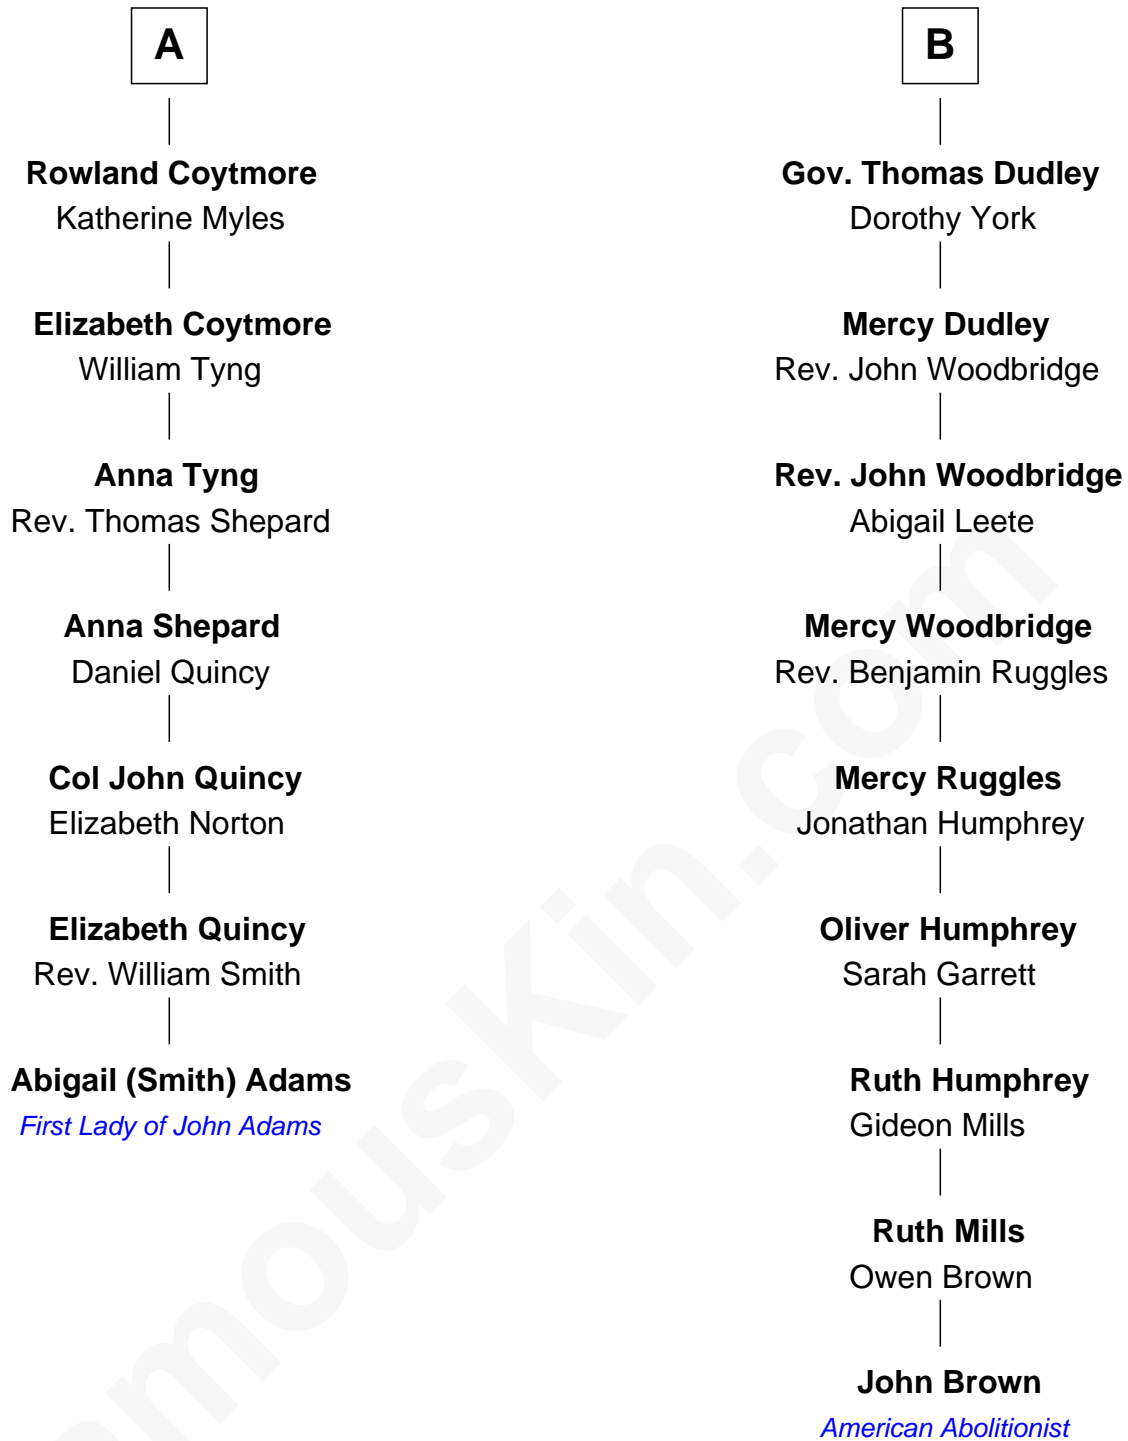 A
Rowland Coytmore
Katherine Myles
Elizabeth Coytmore
William Tyng
Anna Tyng
Rev. Thomas Shepard
Anna Shepard
Daniel Quincy
Col John Quincy
Elizabeth Norton
Elizabeth Quincy
Rev. William Smith
Abigail (Smith) Adams
First Lady of John Adams
B
Gov. Thomas Dudley
Dorothy York
Mercy Dudley
Rev. John Woodbridge
Rev. John Woodbridge
Abigail Leete
Mercy Woodbridge
Rev. Benjamin Ruggles
Mercy Ruggles
Jonathan Humphrey
Oliver Humphrey
Sarah Garrett
Ruth Humphrey
Gideon Mills
Ruth Mills
Owen Brown
John Brown
American Abolitionist
amousKin.com